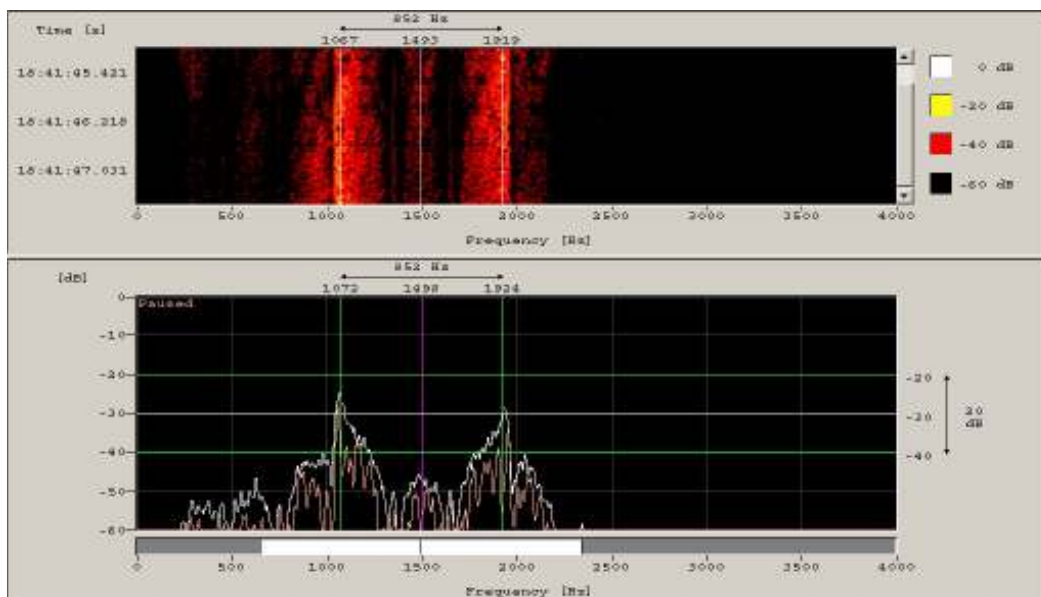 852 Hz
Time [s]
1067 1493 1919
18:41:45.421
18:41:46.218
18:41:47.031
0 dB
-20 dB
-40 dB
-60 dB
0 500 1000 1500 2000 2500 3000 3500 4000
Frequency [Hz]
852 Hz
[dB]
1072 1498 1924
Paused
0
-10
-20
-30
-40
-50
-60
-20
-30
-40
20
dB
0 500 1000 1500 2000 2500 3000 3500 4000
Frequency [Hz]